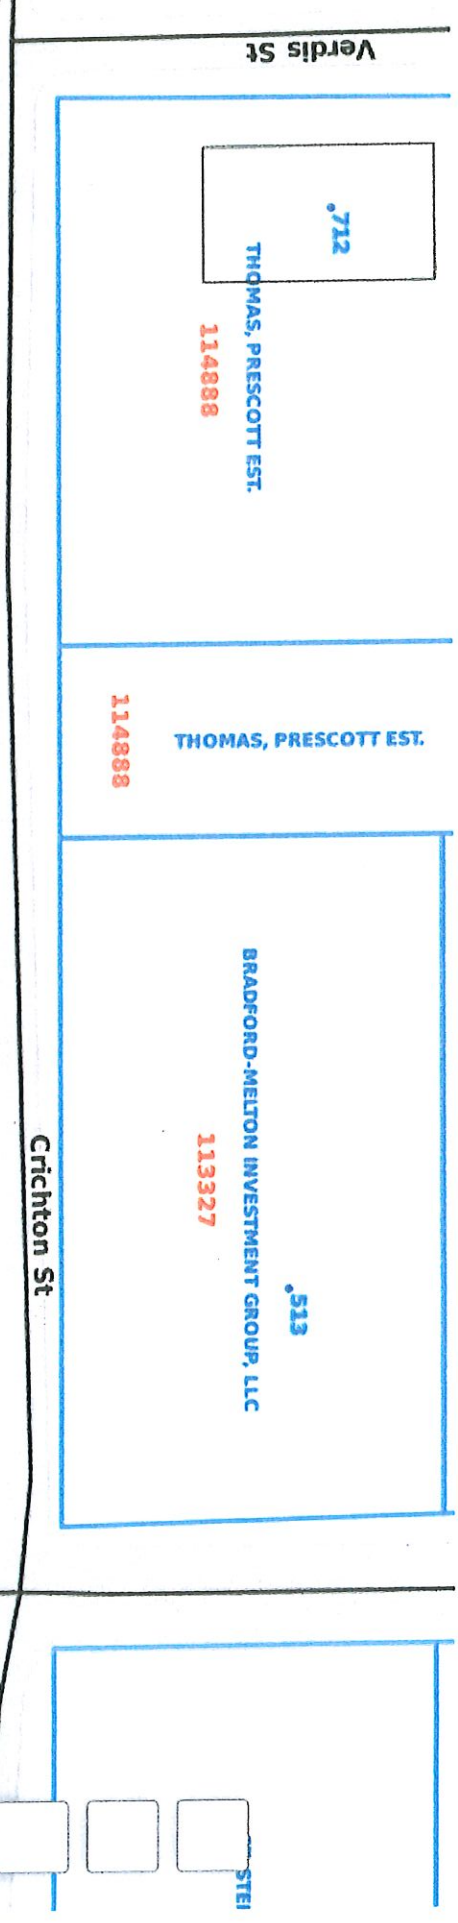 Verdis St
.712
THOMAS, PRESCOTT EST.
114888
114888
THOMAS, PRESCOTT EST.
BRADFORD-MELTON INVESTMENT GROUP, LLC
113327
.513
Crichton St
STEI